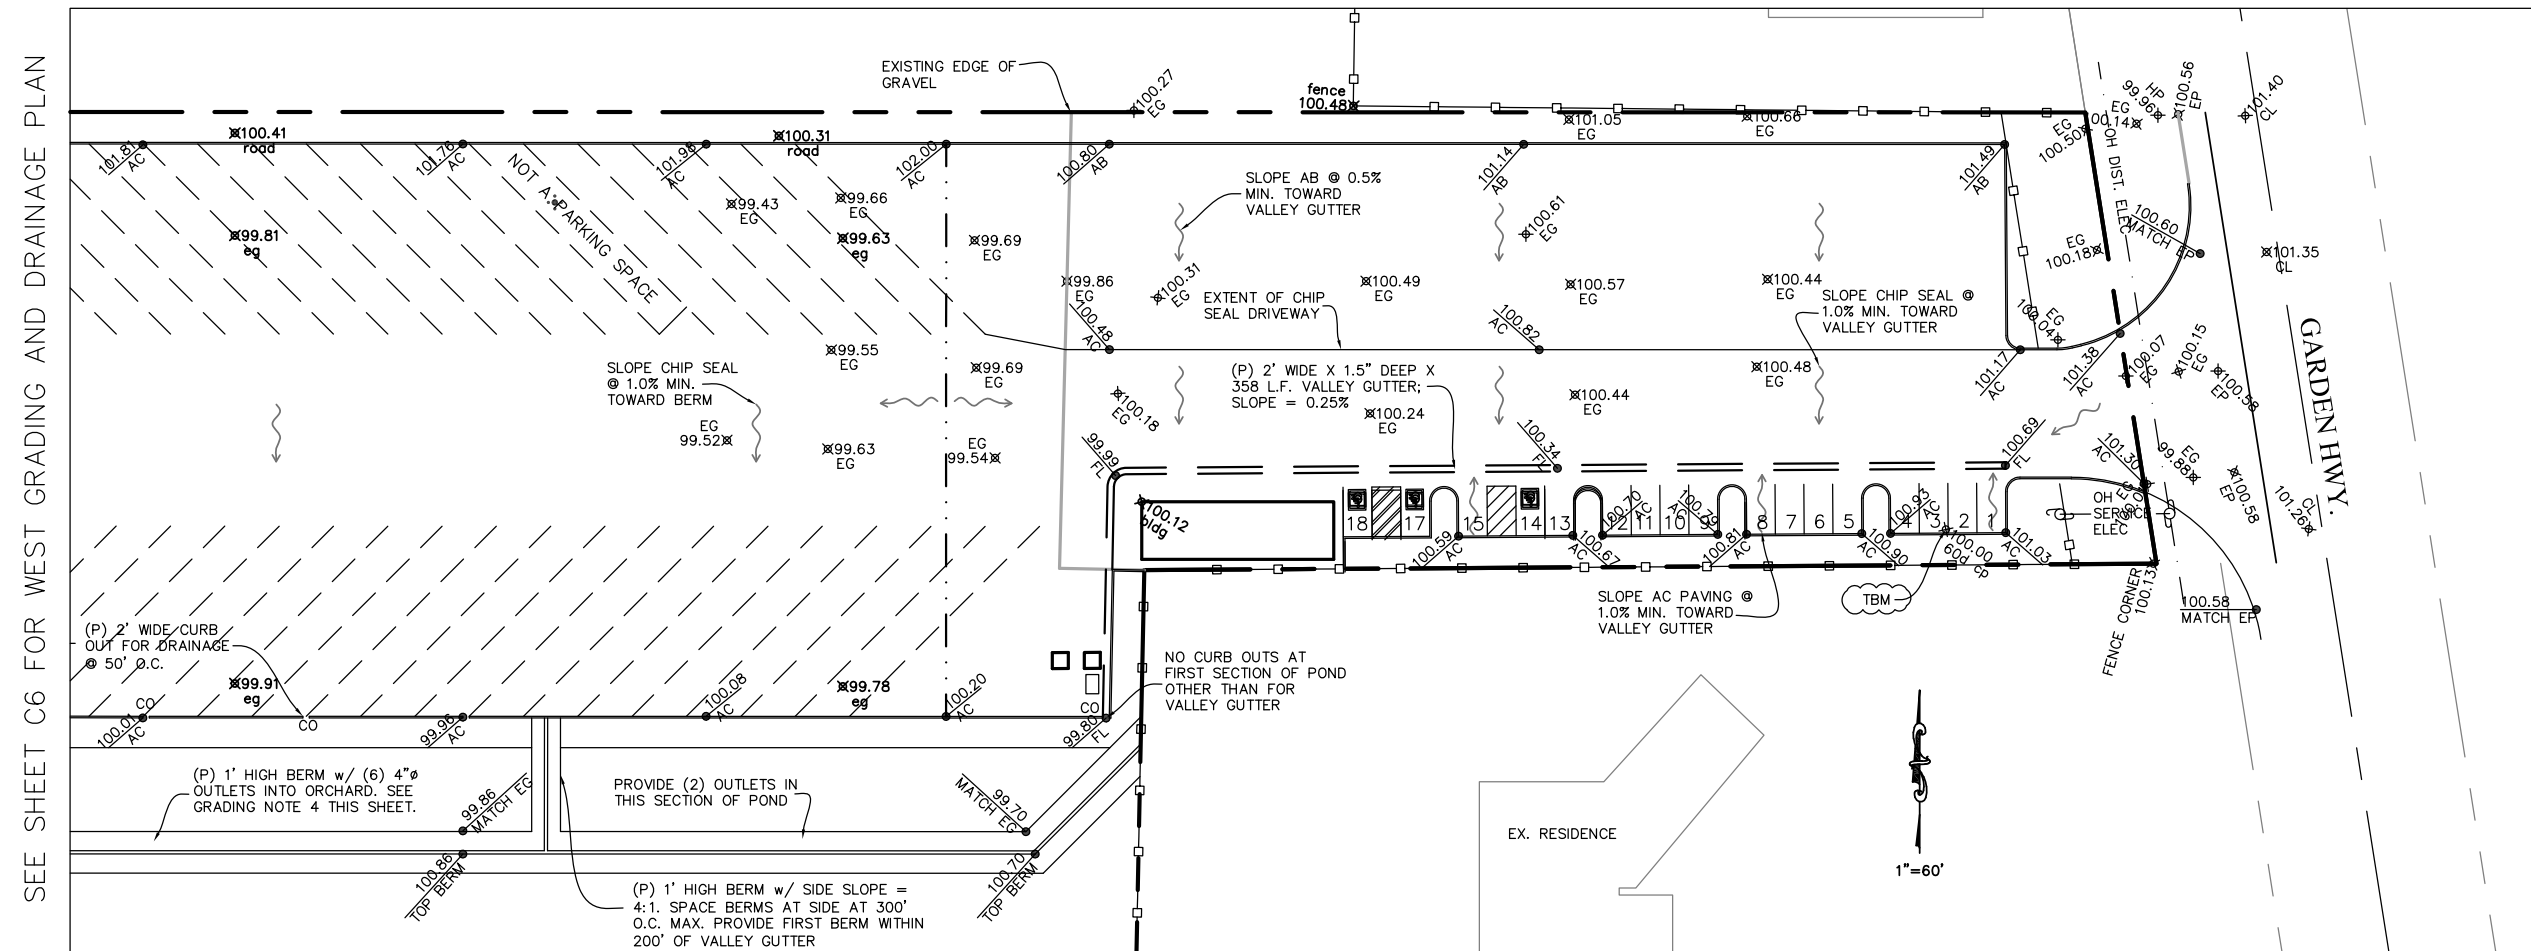 SEE SHEET C6 FOR WEST GRADING AND DRAINAGE PLAN
EXISTING EDGE OF
GRAVEL
100.27
EG
fence
100.48
101.05
EG
100.66
EG
EG
100.50
EG
100.14
HP
99.96
100.56
EP
101.40
CL
OH DIST. ELEC
100.41
road
100.31
road
101.81
AC
101.76
AC
101.98
AC
102.00
AC
100.80
AB
101.14
AB
101.49
AB
NOT A PARKING SPACE
99.43
EG
99.66
EG
99.81
eg
99.63
eg
99.69
EG
SLOPE AB @ 0.5%
MIN. TOWARD
VALLEY GUTTER
100.61
EG
100.60
MATCH EP
EG
100.18
101.35
CL
99.86
EG
100.31
EG
100.49
EG
100.57
EG
100.44
EG
EXTENT OF CHIP
SEAL DRIVEWAY
SLOPE CHIP SEAL @
1.0% MIN. TOWARD
VALLEY GUTTER
100.48
AC
100.82
AC
EG
100.04
101.17
AC
101.38
AC
100.07
EG
100.15
EG
100.58
EP
GARDEN HWY.
99.55
EG
99.69
EG
SLOPE CHIP SEAL
@ 1.0% MIN.
TOWARD BERM
(P) 2' WIDE X 1.5" DEEP X
358 L.F. VALLEY GUTTER;
SLOPE = 0.25%
100.48
EG
100.18
EG
100.24
EG
100.44
EG
EG
99.52
99.63
EG
EG
99.54
99.99
FL
100.34
FL
100.69
FL
101.30
AC
EG
99.88
100.58
EP
CL
101.26
EG
OH
SERVICE
ELEC
100.12
bldg
18
17
15
14
13
12
11
10
9
8
7
6
5
4
3
2
1
100.70
AC
100.79
AC
100.93
AC
100.59
AC
100.67
AC
100.81
AC
100.90
AC
100.00
60d cp
101.03
AC
TBM
SLOPE AC PAVING @
1.0% MIN. TOWARD
VALLEY GUTTER
FENCE CORNER
100.13
100.58
MATCH EP
(P) 2' WIDE CURB
OUT FOR DRAINAGE
@ 50' O.C.
99.91
eg
99.78
eg
CO
CO
CO
100.01
AC
99.96
AC
100.08
AC
100.20
AC
99.80
FL
NO CURB OUTS AT
FIRST SECTION OF POND
OTHER THAN FOR
VALLEY GUTTER
(P) 1' HIGH BERM w/ (6) 4"ø
OUTLETS INTO ORCHARD. SEE
GRADING NOTE 4 THIS SHEET.
99.86
MATCH EG
PROVIDE (2) OUTLETS IN
THIS SECTION OF POND
99.70
MATCH EG
100.86
TOP BERM
100.70
TOP BERM
(P) 1' HIGH BERM w/ SIDE SLOPE =
4:1. SPACE BERMS AT SIDE AT 300'
O.C. MAX. PROVIDE FIRST BERM WITHIN
200' OF VALLEY GUTTER
EX. RESIDENCE
1"=60'